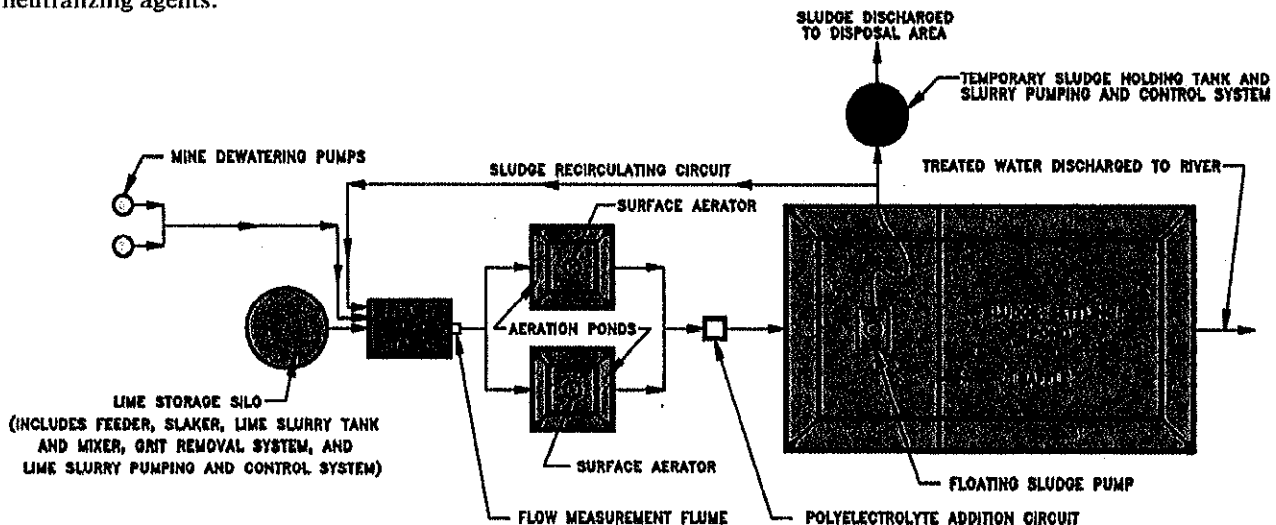 neutralizing agents.
SLUDGE DISCHARGED
TO DISPOSAL AREA
TEMPORARY SLUDGE HOLDING TANK AND
SLURRY PUMPING AND CONTROL SYSTEM
MINE DEWATERING PUMPS
SLUDGE RECIRCULATING CIRCUIT
TREATED WATER DISCHARGED TO RIVER
SURFACE AERATOR
AERATION PONDS
LIME STORAGE SILO
(INCLUDES FEEDER, SLAKER, LIME SLURRY TANK
AND MIXER, GRIT REMOVAL SYSTEM, AND
LIME SLURRY PUMPING AND CONTROL SYSTEM)
SURFACE AERATOR
FLOATING SLUDGE PUMP
FLOW MEASUREMENT FLUME
POLYELECTROLYTE ADDITION CIRCUIT